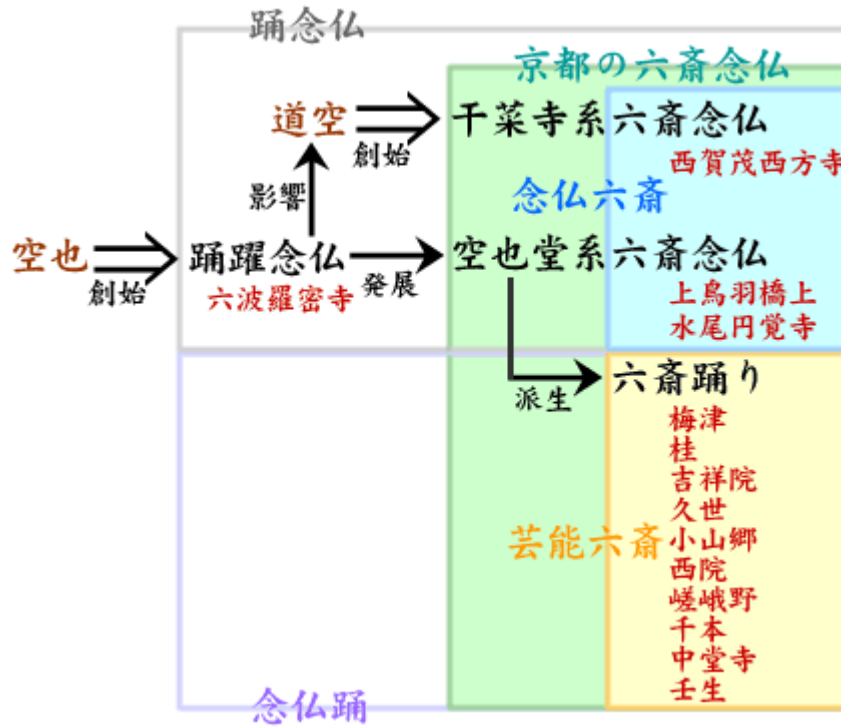 踊念仏
京都の六斎念仏
道空
創始
千菜寺系六斎念仏
西賀茂西方寺
影響
念仏六斎
空也
創始
踊躍念仏
六波羅密寺
発展
空也堂系六斎念仏
上鳥羽橋上
水尾円覚寺
派生
六斎踊り
梅津
桂
吉祥院
久世
芸能六斎
小山郷
西院
嵯峨野
千本
中堂寺
壬生
念仏踊